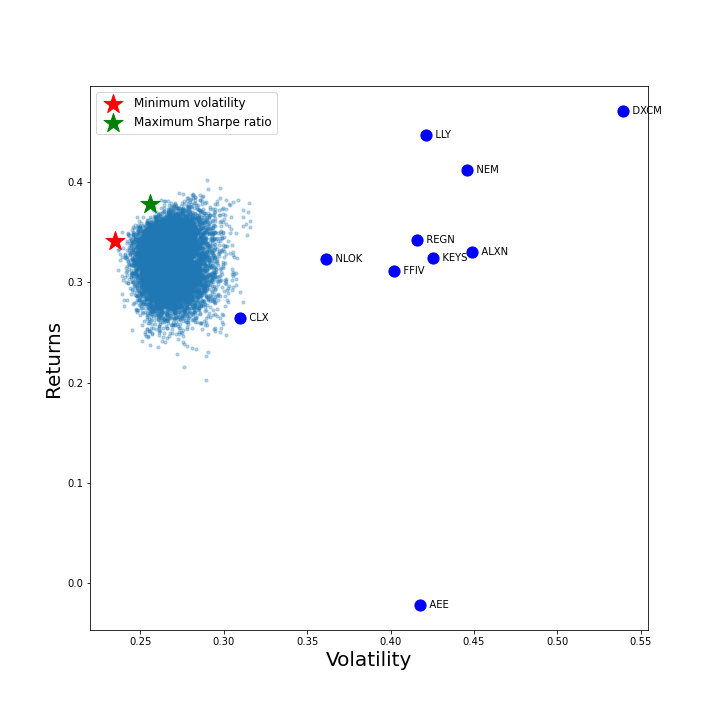 Minimum volatility
Maximum Sharpe ratio
DXCM
LLY
NEM
REGN
ALXN
KEYS
NLOK
FFIV
CLX
AEE
0.4
0.3
0.2
0.1
0.0
Returns
0.25 0.30 0.35 0.40 0.45 0.50 0.55
Volatility